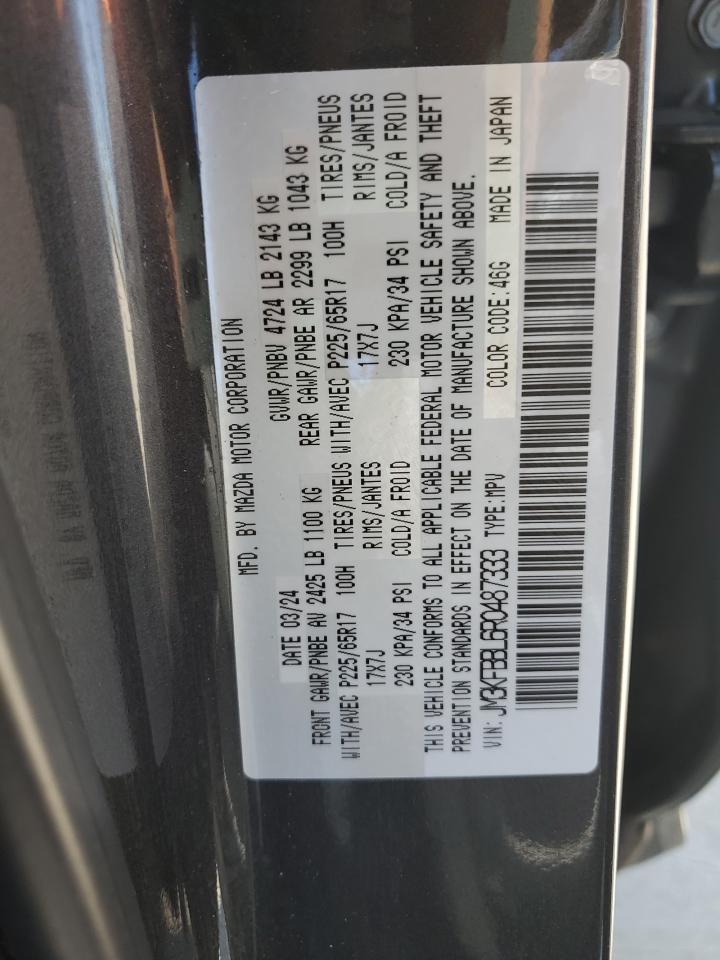 MFD. BY MAZDA MOTOR CORPORATION
DATE 03/24 GVWR/PNBV 4724 LB 2143 KG
FRONT GAWR/PNBE AV 2425 LB 1100 KG REAR GAWR/PNBE AR 2299 LB 1043 KG
WITH/AVEC P225/65R17 100H TIRES/PNEUS WITH/AVEC P225/65R17 100H TIRES/PNEUS
17X7J RIMS/JANTES 17X7J RIMS/JANTES
230 KPA/34 PSI COLD/A FROID 230 KPA/34 PSI COLD/A FROID
THIS VEHICLE CONFORMS TO ALL APPLICABLE FEDERAL MOTOR VEHICLE SAFETY AND THEFT
PREVENTION STANDARDS IN EFFECT ON THE DATE OF MANUFACTURE SHOWN ABOVE.
VIN: JM3KFBBL6R0487333 TYPE:MPV COLOR CODE:46G MADE IN JAPAN